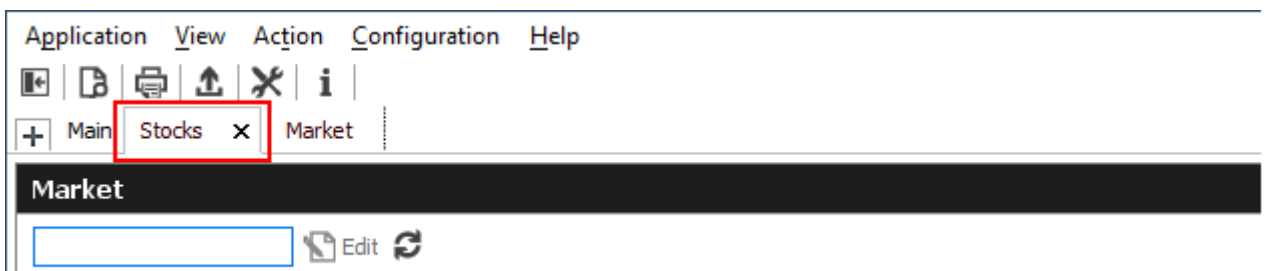 Application View Action Configuration Help
Main Stocks Market
Market
Edit